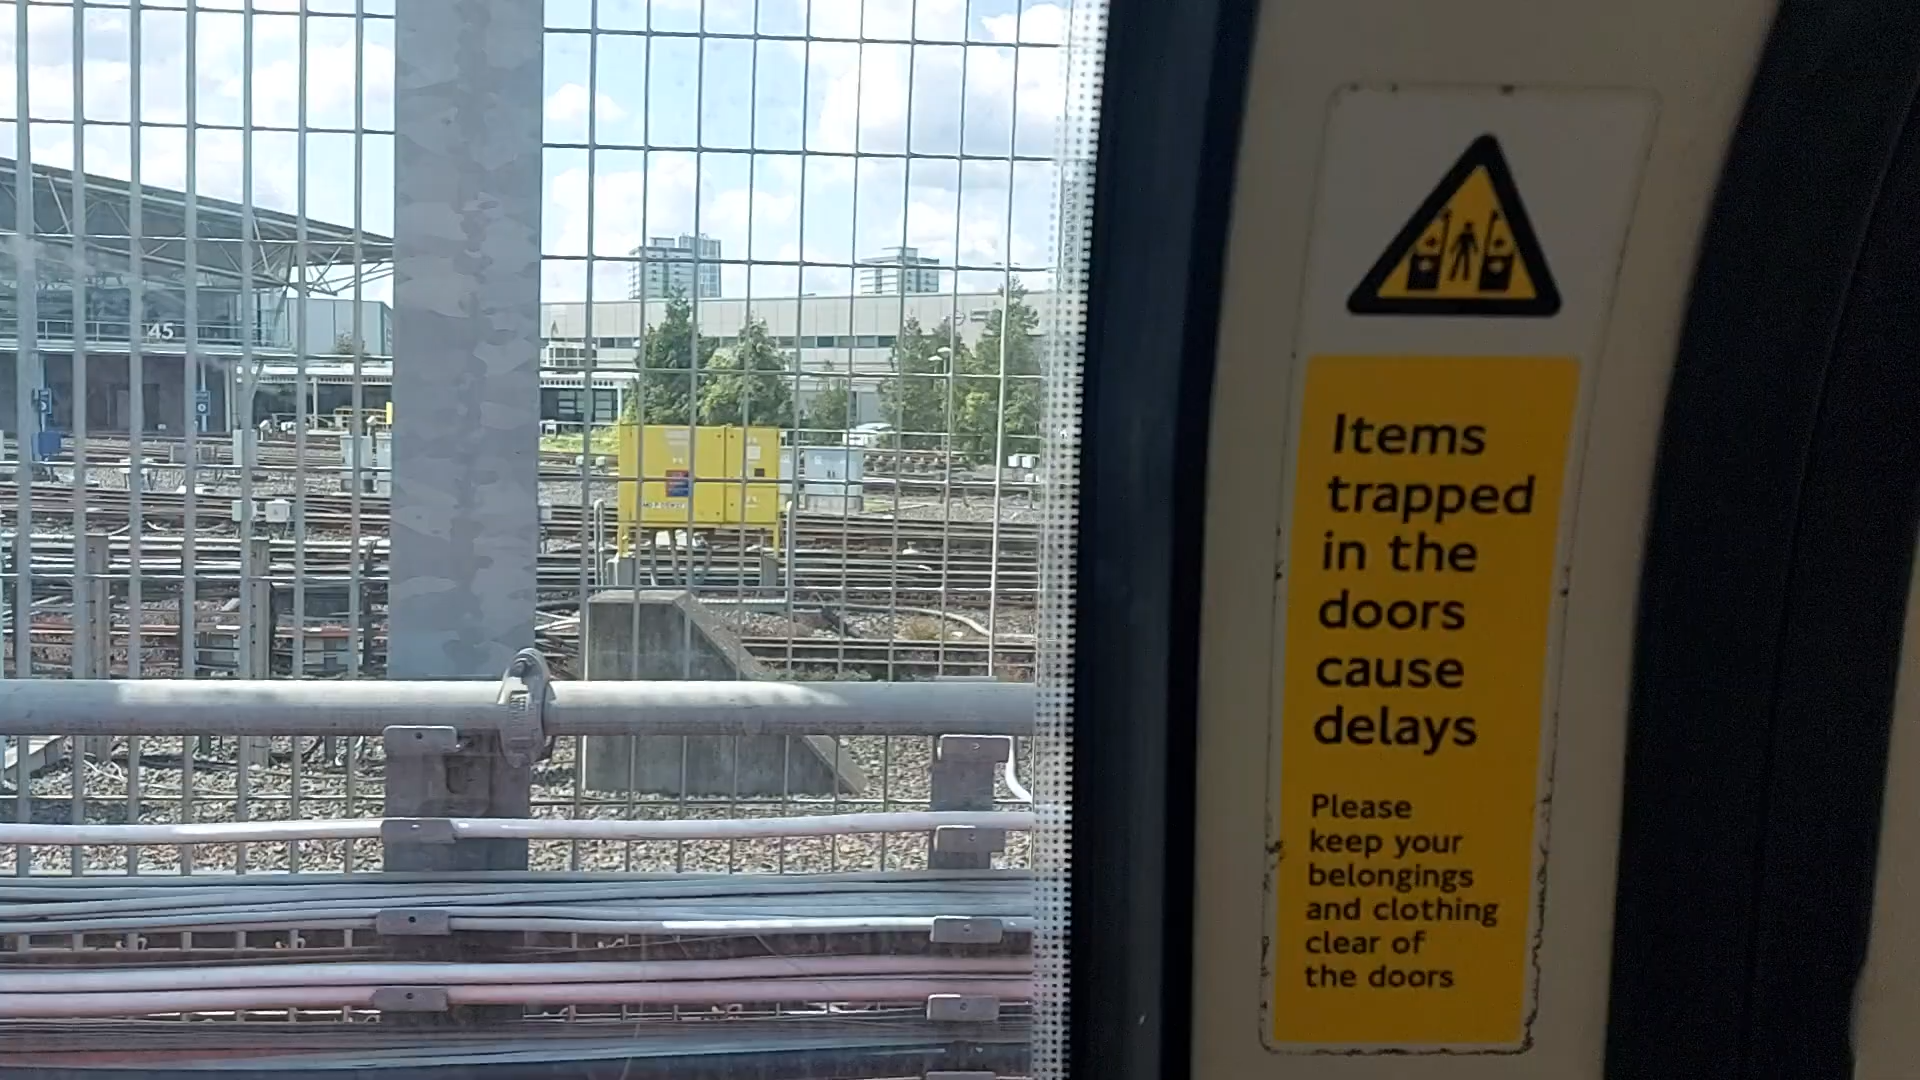 45
Items
trapped
in the
doors
cause
delays
Please
keep your
belongings
and clothing
clear of
the doors